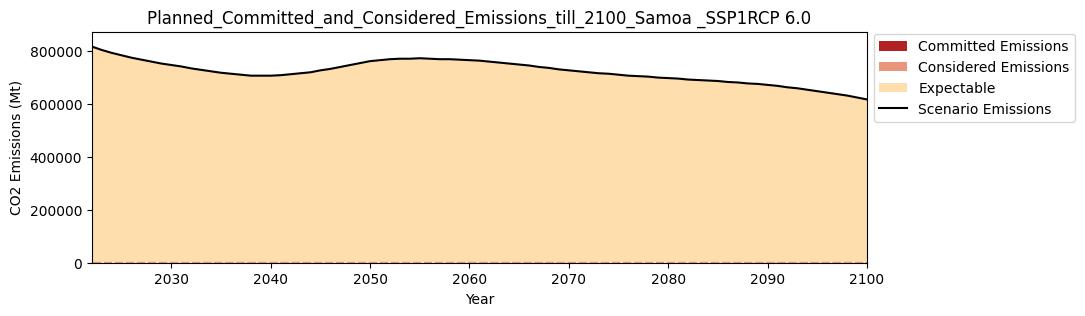 Planned_Committed_and_Considered_Emissions_till_2100_Samoa _SSP1RCP 6.0
CO2 Emissions (Mt)
800000
600000
400000
200000
0
2030 2040 2050 2060 2070 2080 2090 2100
Year
Committed Emissions
Considered Emissions
Expectable
Scenario Emissions